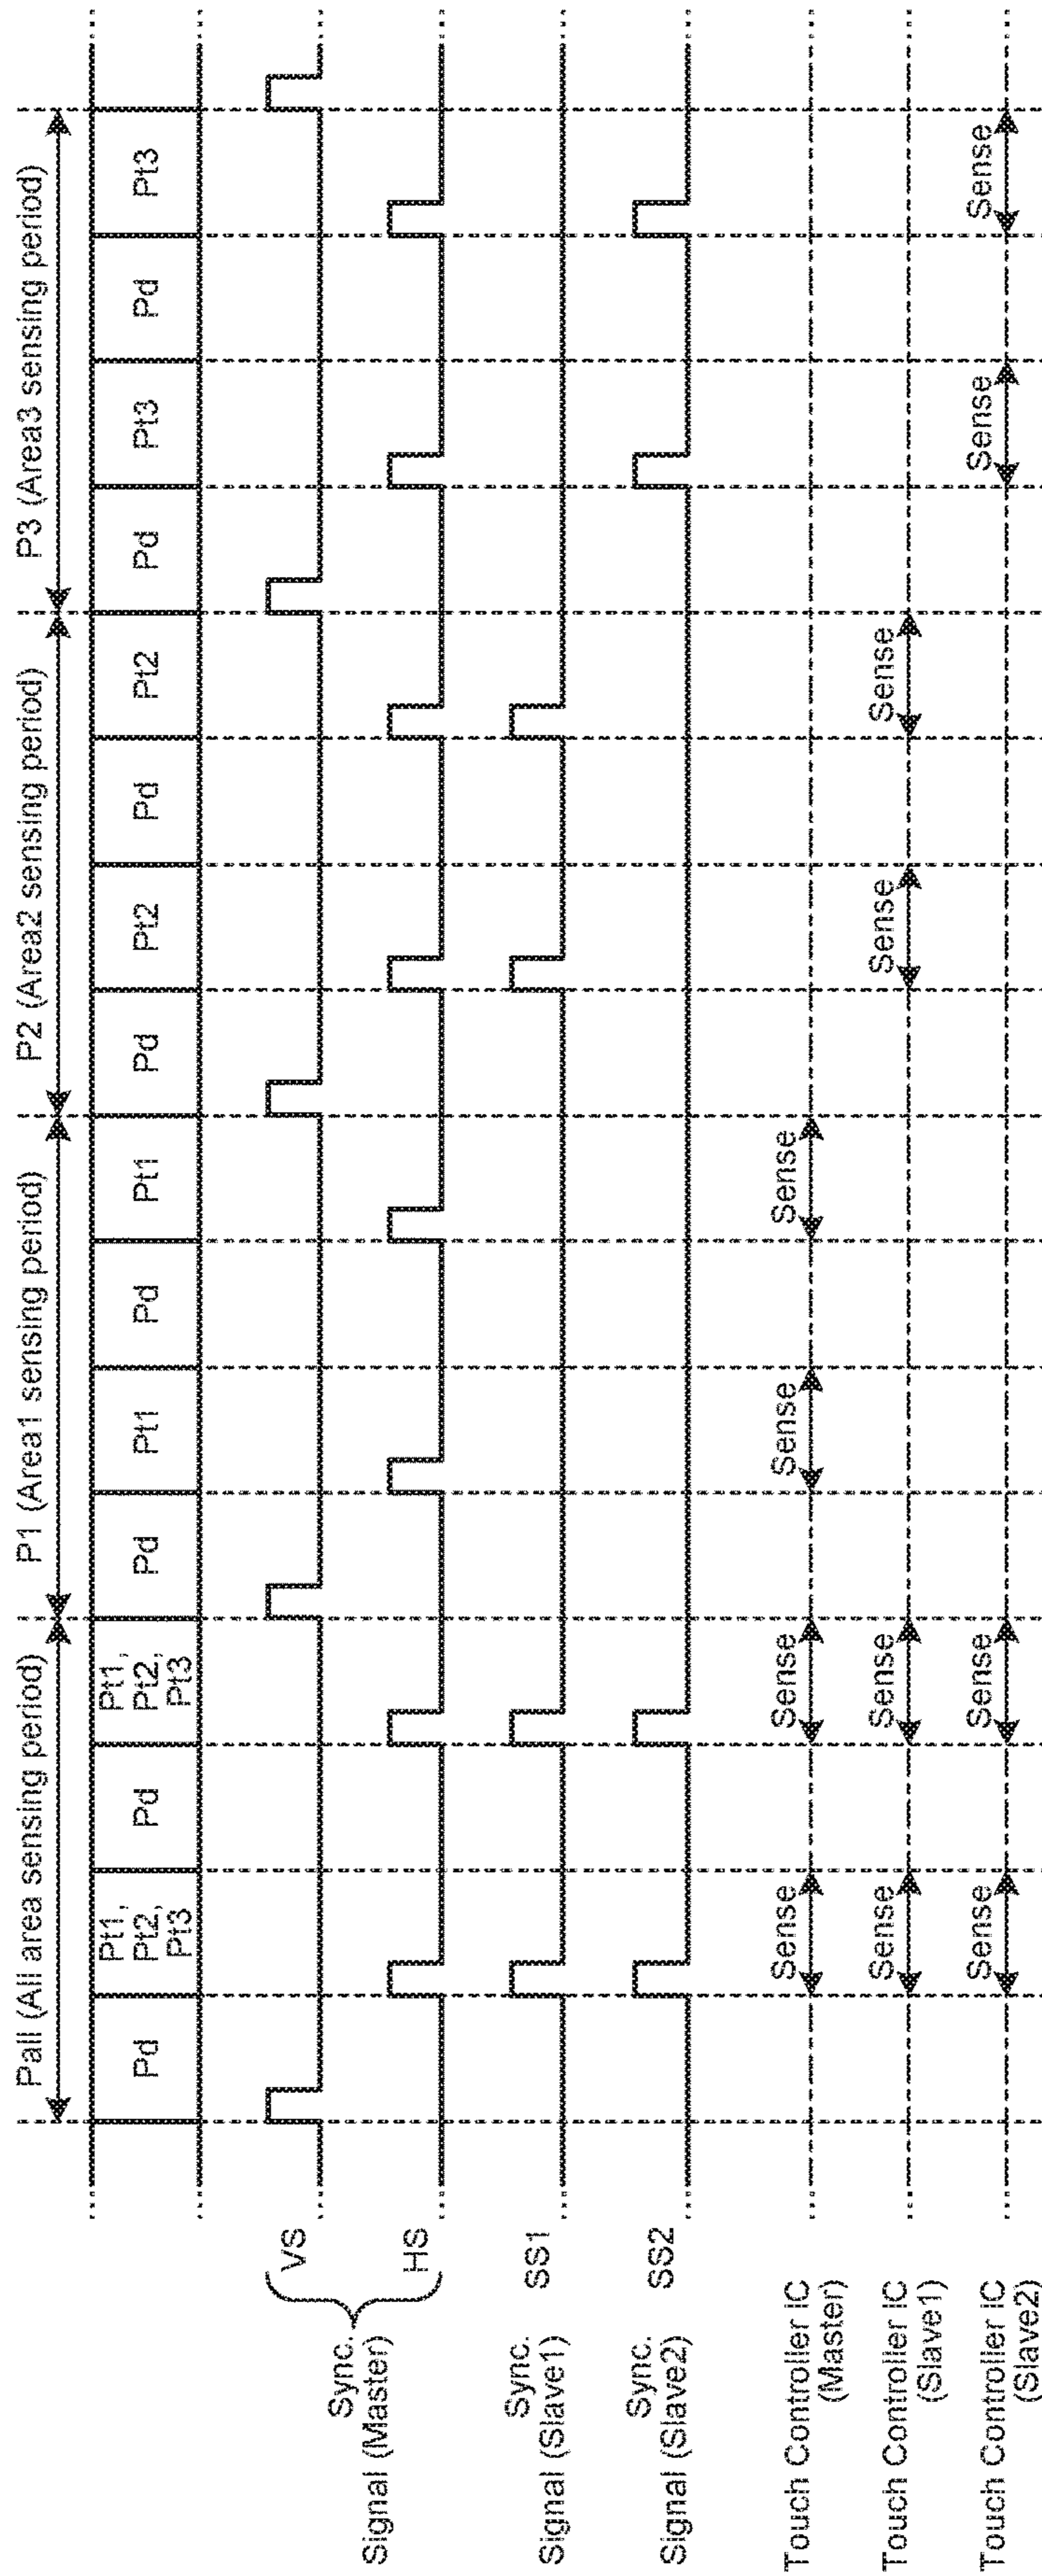 Pall (All area sensing period)
P1 (Area1 sensing period)
P2 (Area2 sensing period)
P3 (Area3 sensing period)
Pd
Pt1,
Pt2,
Pt3
Pd
Pt1,
Pt2,
Pt3
Pd
Pt1
Pd
Pt1
Pd
Pt2
Pd
Pt2
Pd
Pt3
Pd
Pt3
Sync.
Signal (Master)
VS
HS
Sync.
Signal (Slave1)
SS1
Sync.
Signal (Slave2)
SS2
Touch Controller IC
(Master)
Sense
Sense
Sense
Sense
Touch Controller IC
(Slave1)
Sense
Sense
Sense
Sense
Touch Controller IC
(Slave2)
Sense
Sense
Sense
Sense